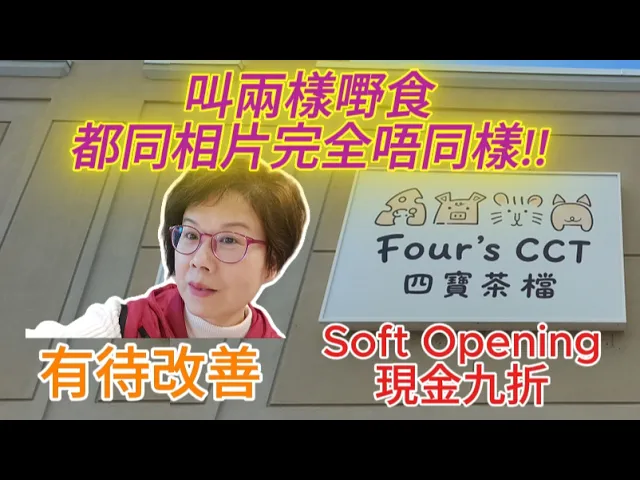 叫兩樣嘢食
都同相片完全唔同樣!!
Four's CCT
四寶茶檔
有待改善
Soft Opening
現金九折